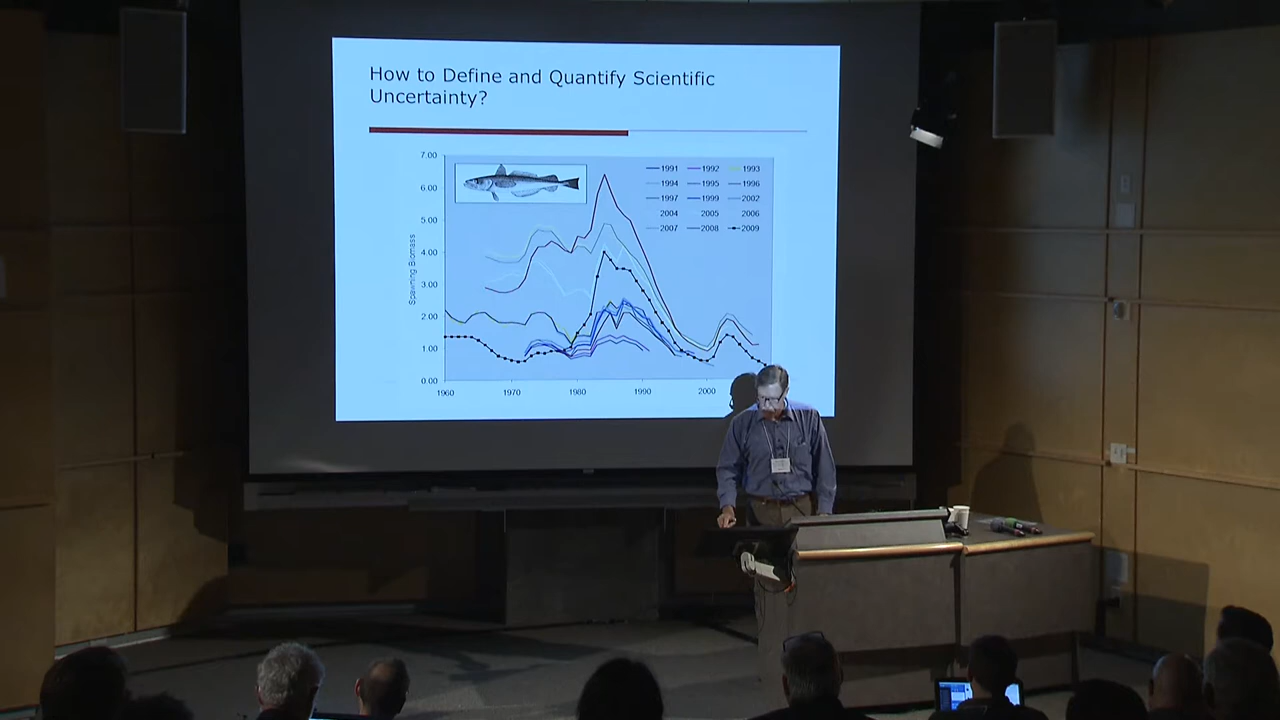 How to Define and Quantify Scientific
Uncertainty?
7.00
6.00
5.00
4.00
3.00
2.00
1.00
0.00
Spawning Biomass
1991 1992 1993
1994 1995 1996
1997 1999 2002
2004 2005 2006
2007 2008 2009
1960 1970 1980 1990 2000